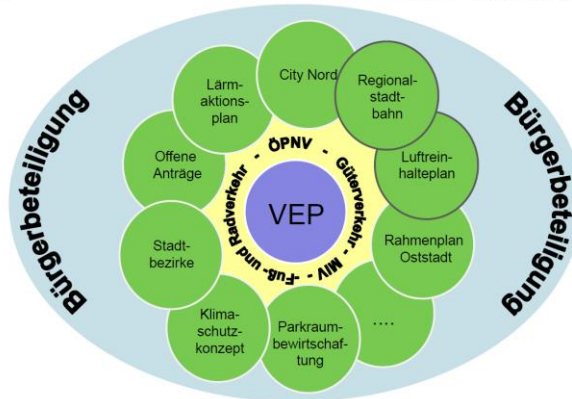 Bürgerbeteiligung
City Nord
Regional-
stadt-
bahn
Luftrein-
halteplan
Rahmenplan
Oststadt
....
Parkraum-
bewirtschaf-
tung
Klima-
schutz-
konzept
Stadt-
bezirke
Offene
Anträge
Lärm-
aktions-
plan
- ÖPNV - Güterverkehr - MIV -Fuß- und Radverkehr
VEP
Bürgerbeteiligung